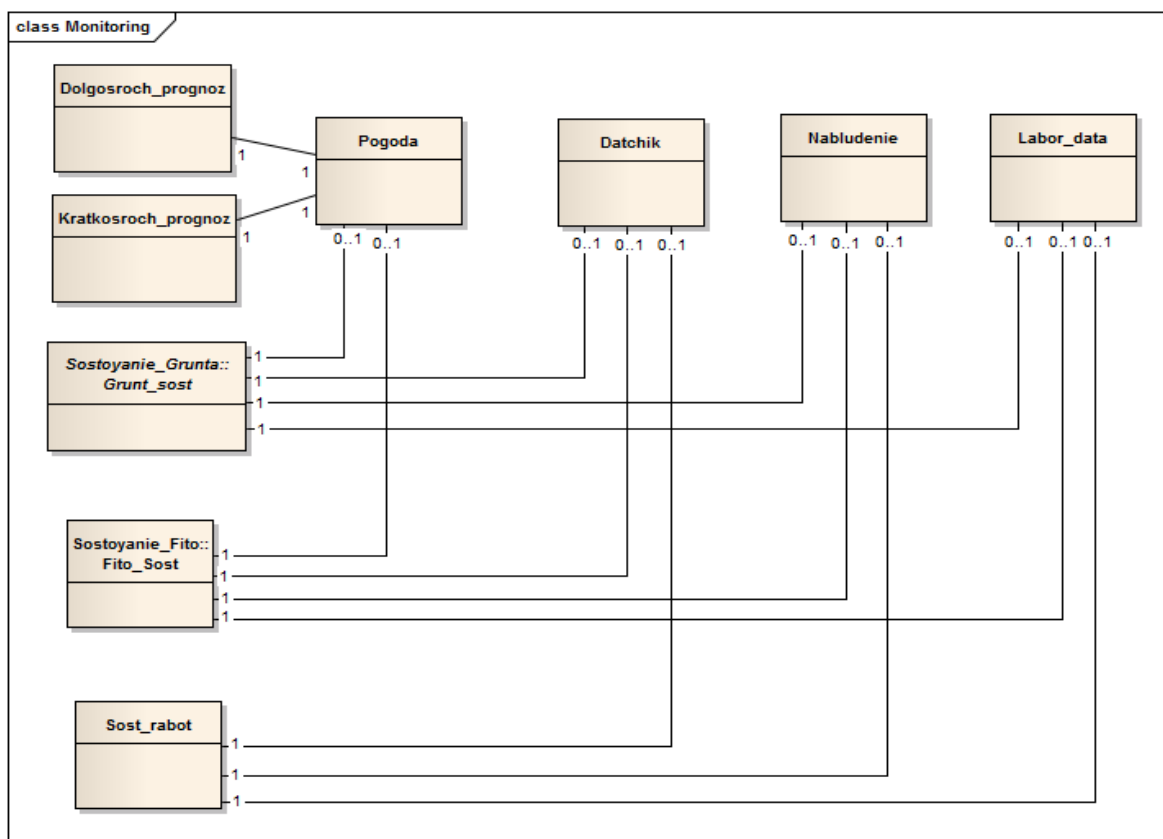 class Monitoring
Dolgosroch_prognoz
Pogoda
Datchik
Nabludenie
Labor_data
1
1
Kratkosroch_prognoz
1
1
0..1
0..1
0..1
0..1
0..1
0..1
0..1
0..1
0..1
0..1
0..1
Sostoyanie_Grunta::
Grunt_sost
1
1
1
1
Sostoyanie_Fito::
Fito_Sost
1
1
1
1
Sost_rabot
1
1
1